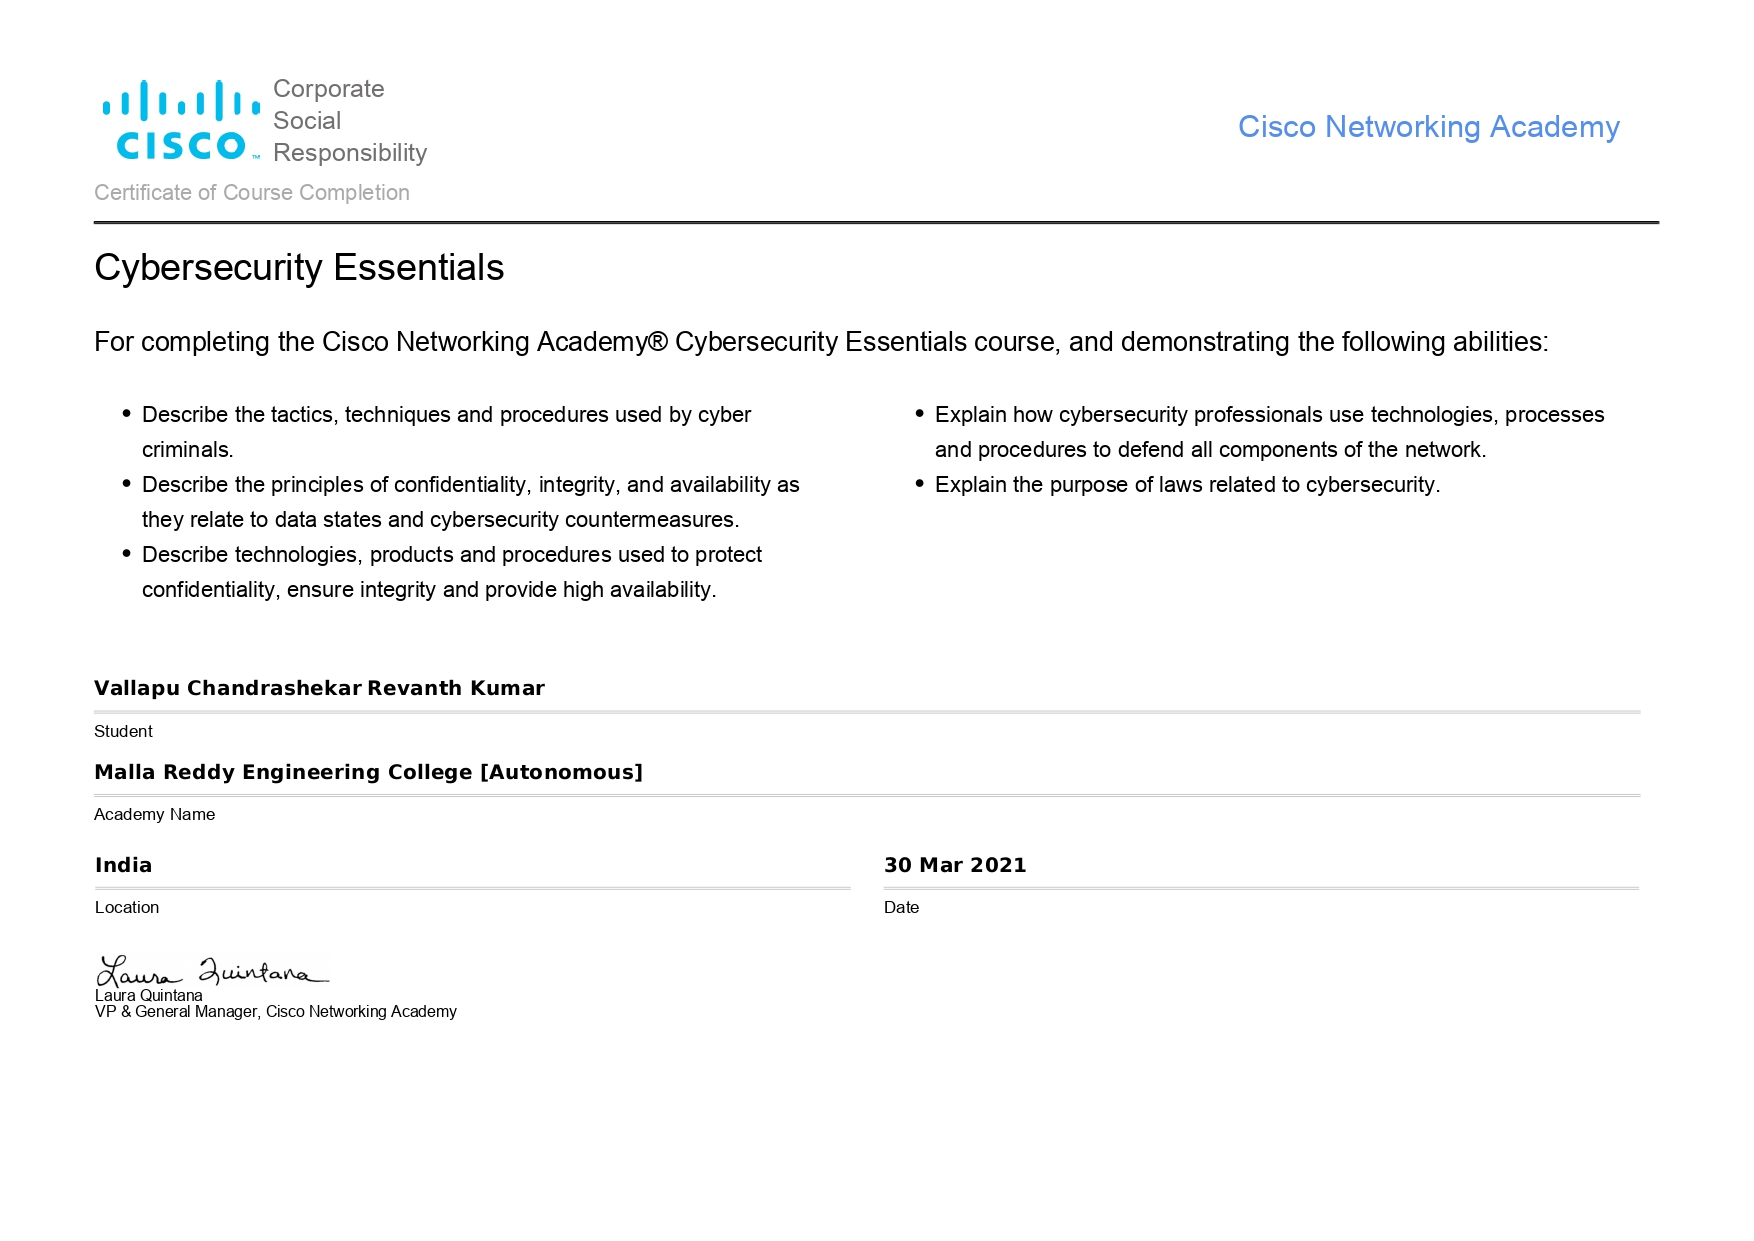 Corporate
Social
Responsibility
CISCO™
Cisco Networking Academy
Certificate of Course Completion
Cybersecurity Essentials
For completing the Cisco Networking Academy® Cybersecurity Essentials course, and demonstrating the following abilities:
• Describe the tactics, techniques and procedures used by cyber
criminals.
• Describe the principles of confidentiality, integrity, and availability as
they relate to data states and cybersecurity countermeasures.
• Describe technologies, products and procedures used to protect
confidentiality, ensure integrity and provide high availability.
• Explain how cybersecurity professionals use technologies, processes
and procedures to defend all components of the network.
• Explain the purpose of laws related to cybersecurity.
Vallapu Chandrashekar Revanth Kumar
Student
Malla Reddy Engineering College [Autonomous]
Academy Name
India
Location
30 Mar 2021
Date
Laura Quintana
Laura Quintana
VP & General Manager, Cisco Networking Academy